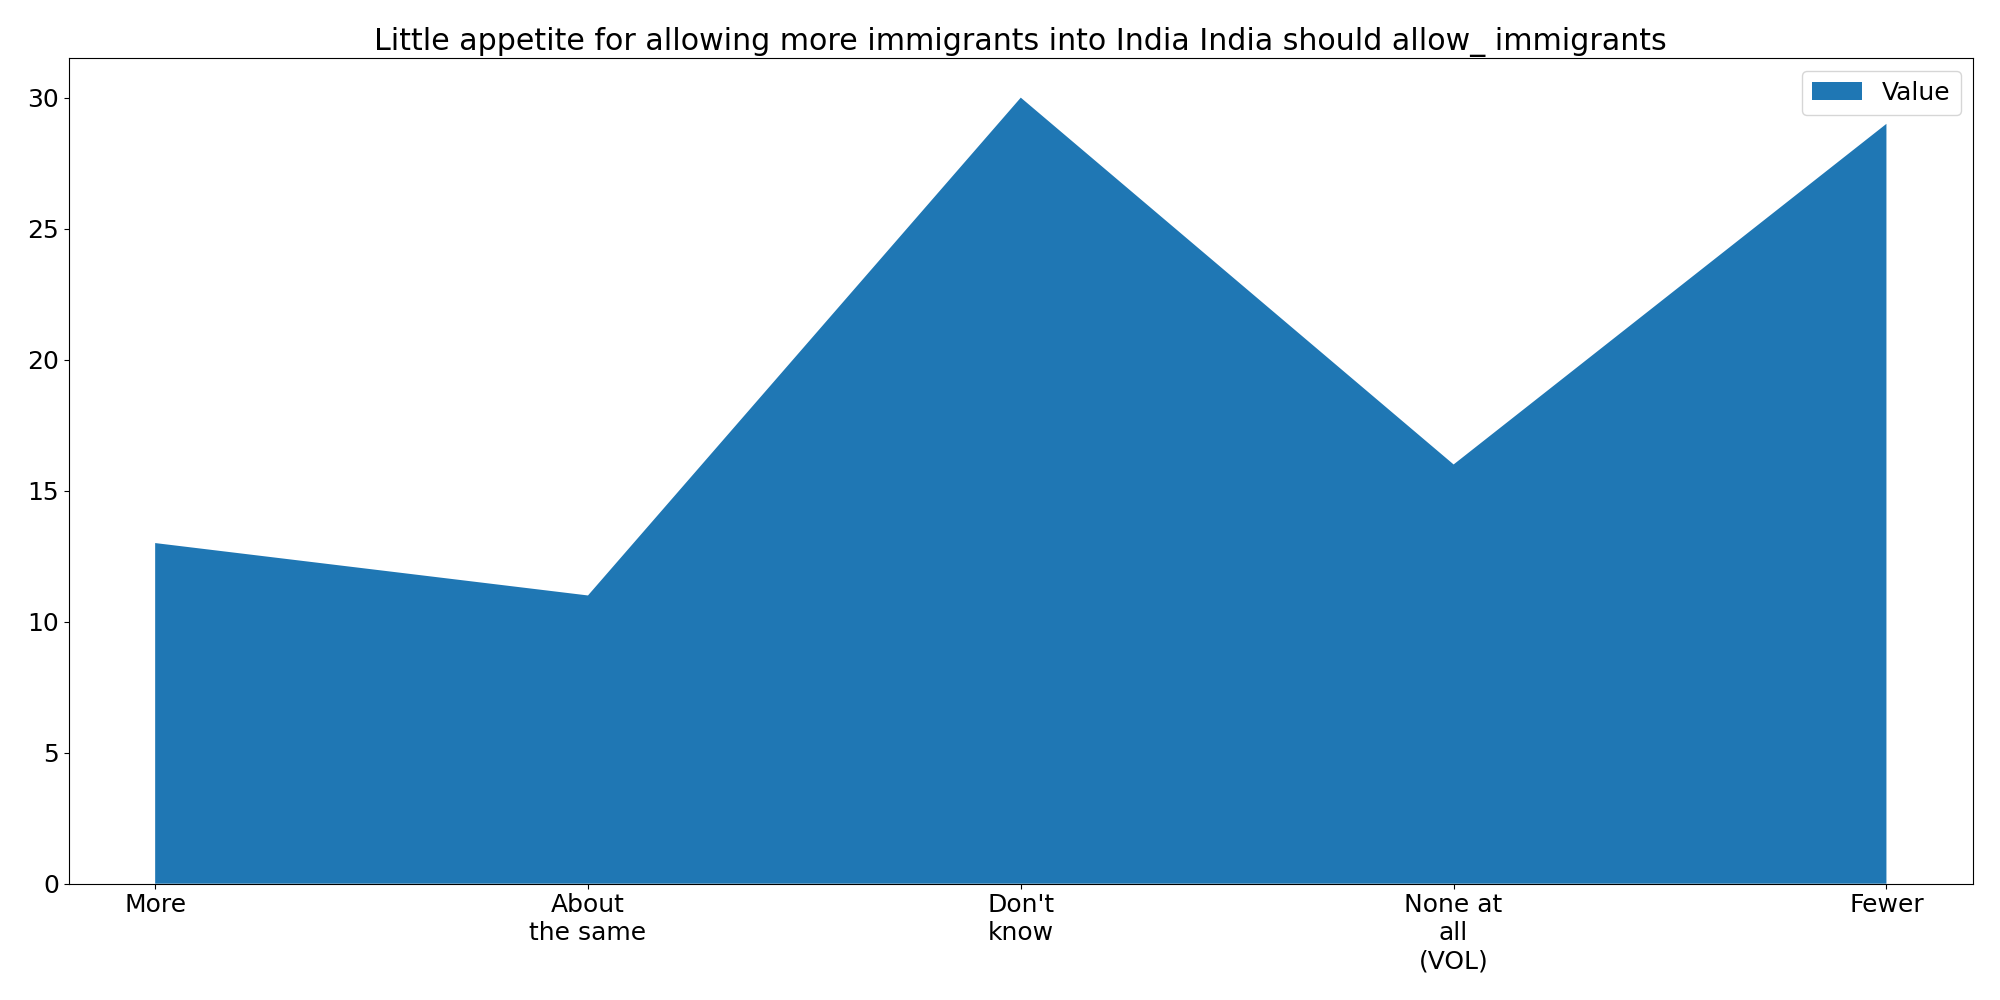 Little appetite for allowing more immigrants into India India should allow_ immigrants
Value
30
25
20
15
10
5
0
More
About
the same
Don't
know
None at
all
(VOL)
Fewer